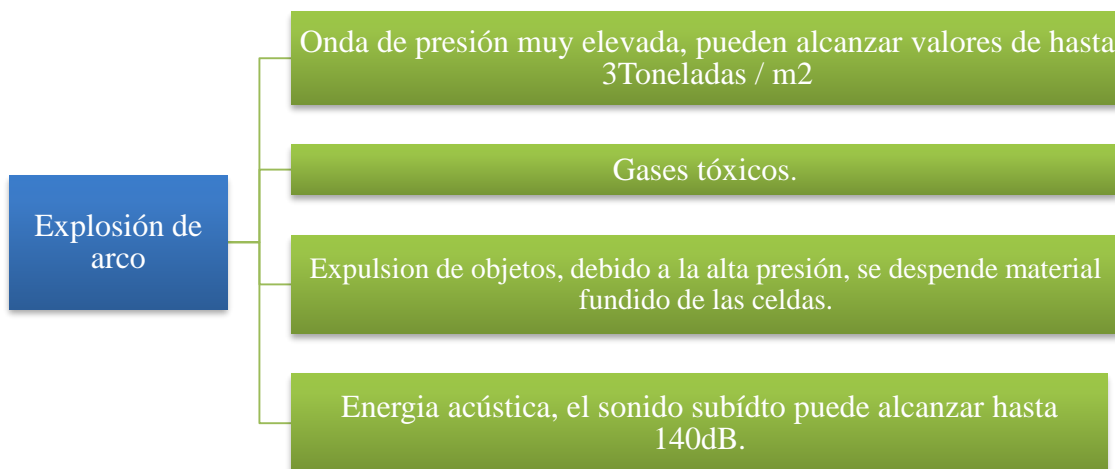 Explosión de
arco
Onda de presión muy elevada, pueden alcanzar valores de hasta
3Toneladas / m2
Gases tóxicos.
Expulsion de objetos, debido a la alta presión, se despende material
fundido de las celdas.
Energia acústica, el sonido subídto puede alcanzar hasta
140dB.